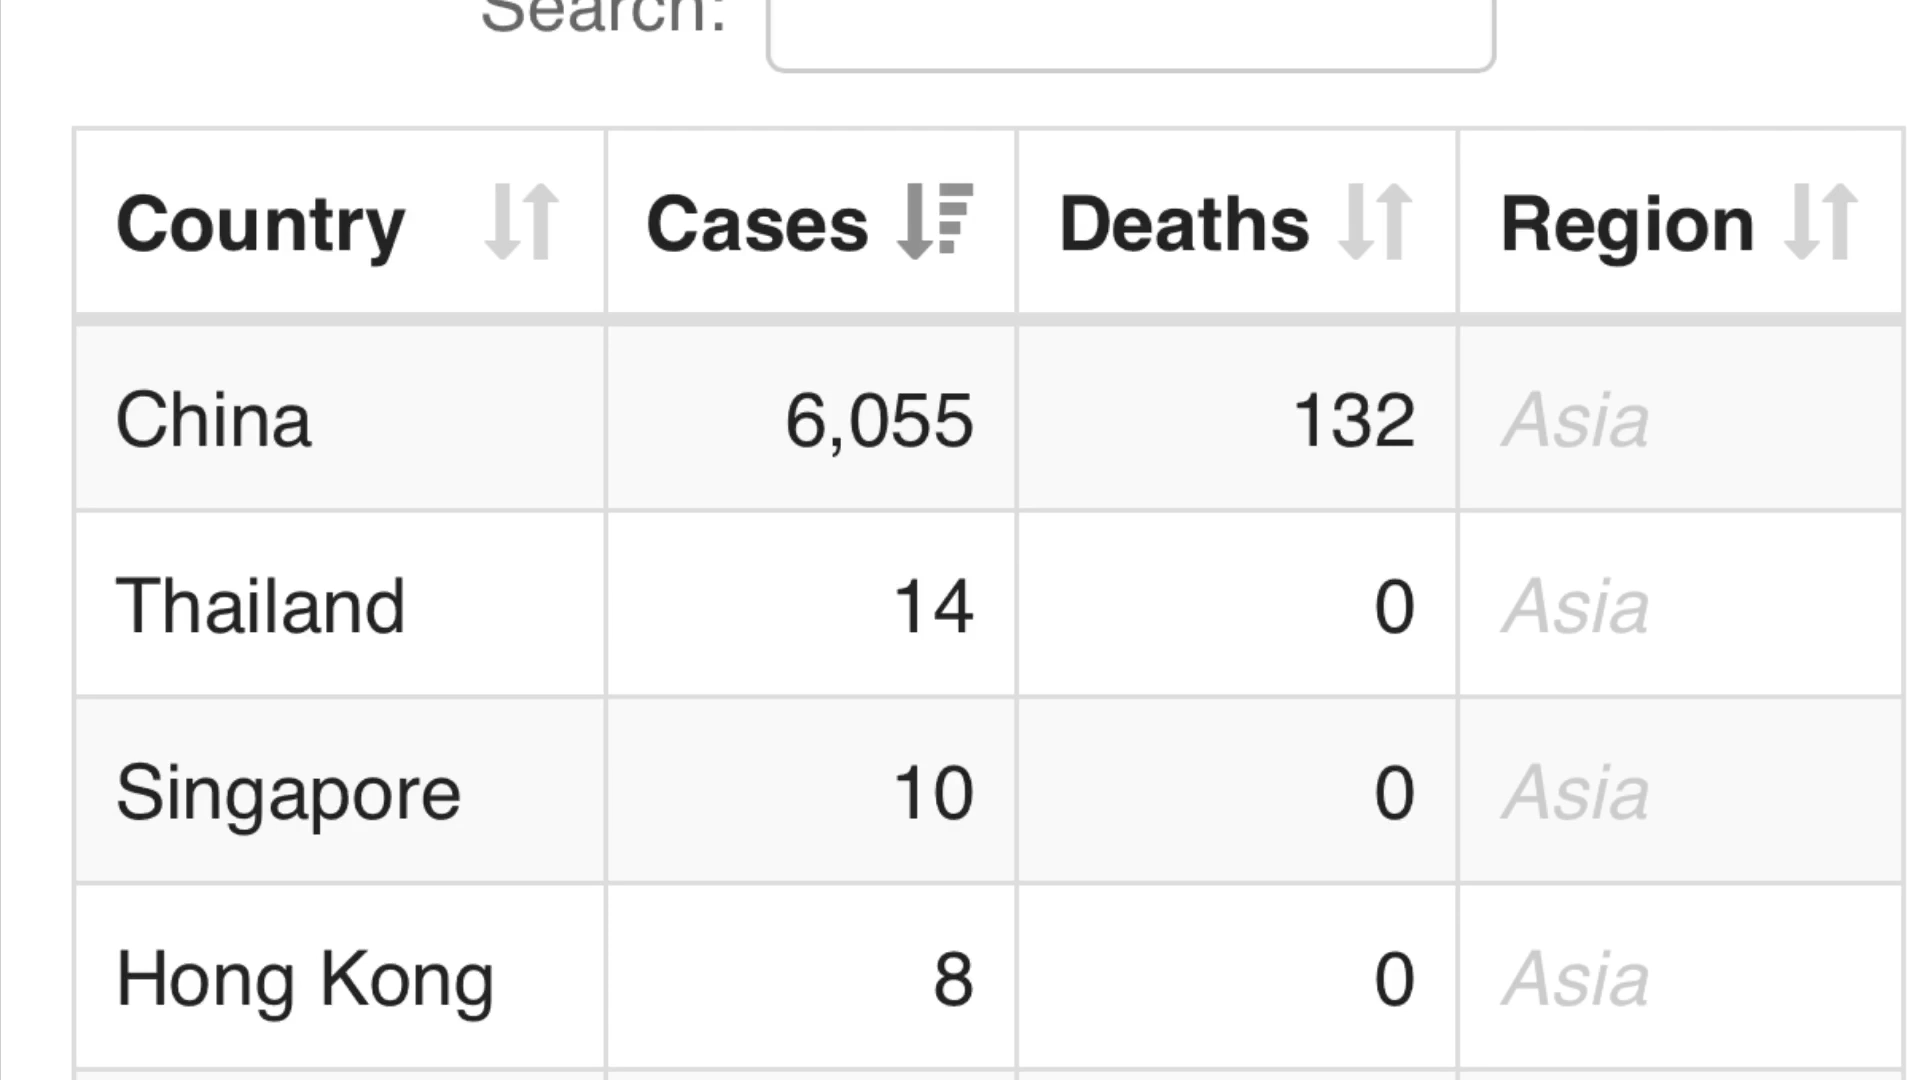 Search:
Country Cases Deaths Region
China 6,055 132 Asia
Thailand 14 0 Asia
Singapore 10 0 Asia
Hong Kong 8 0 Asia